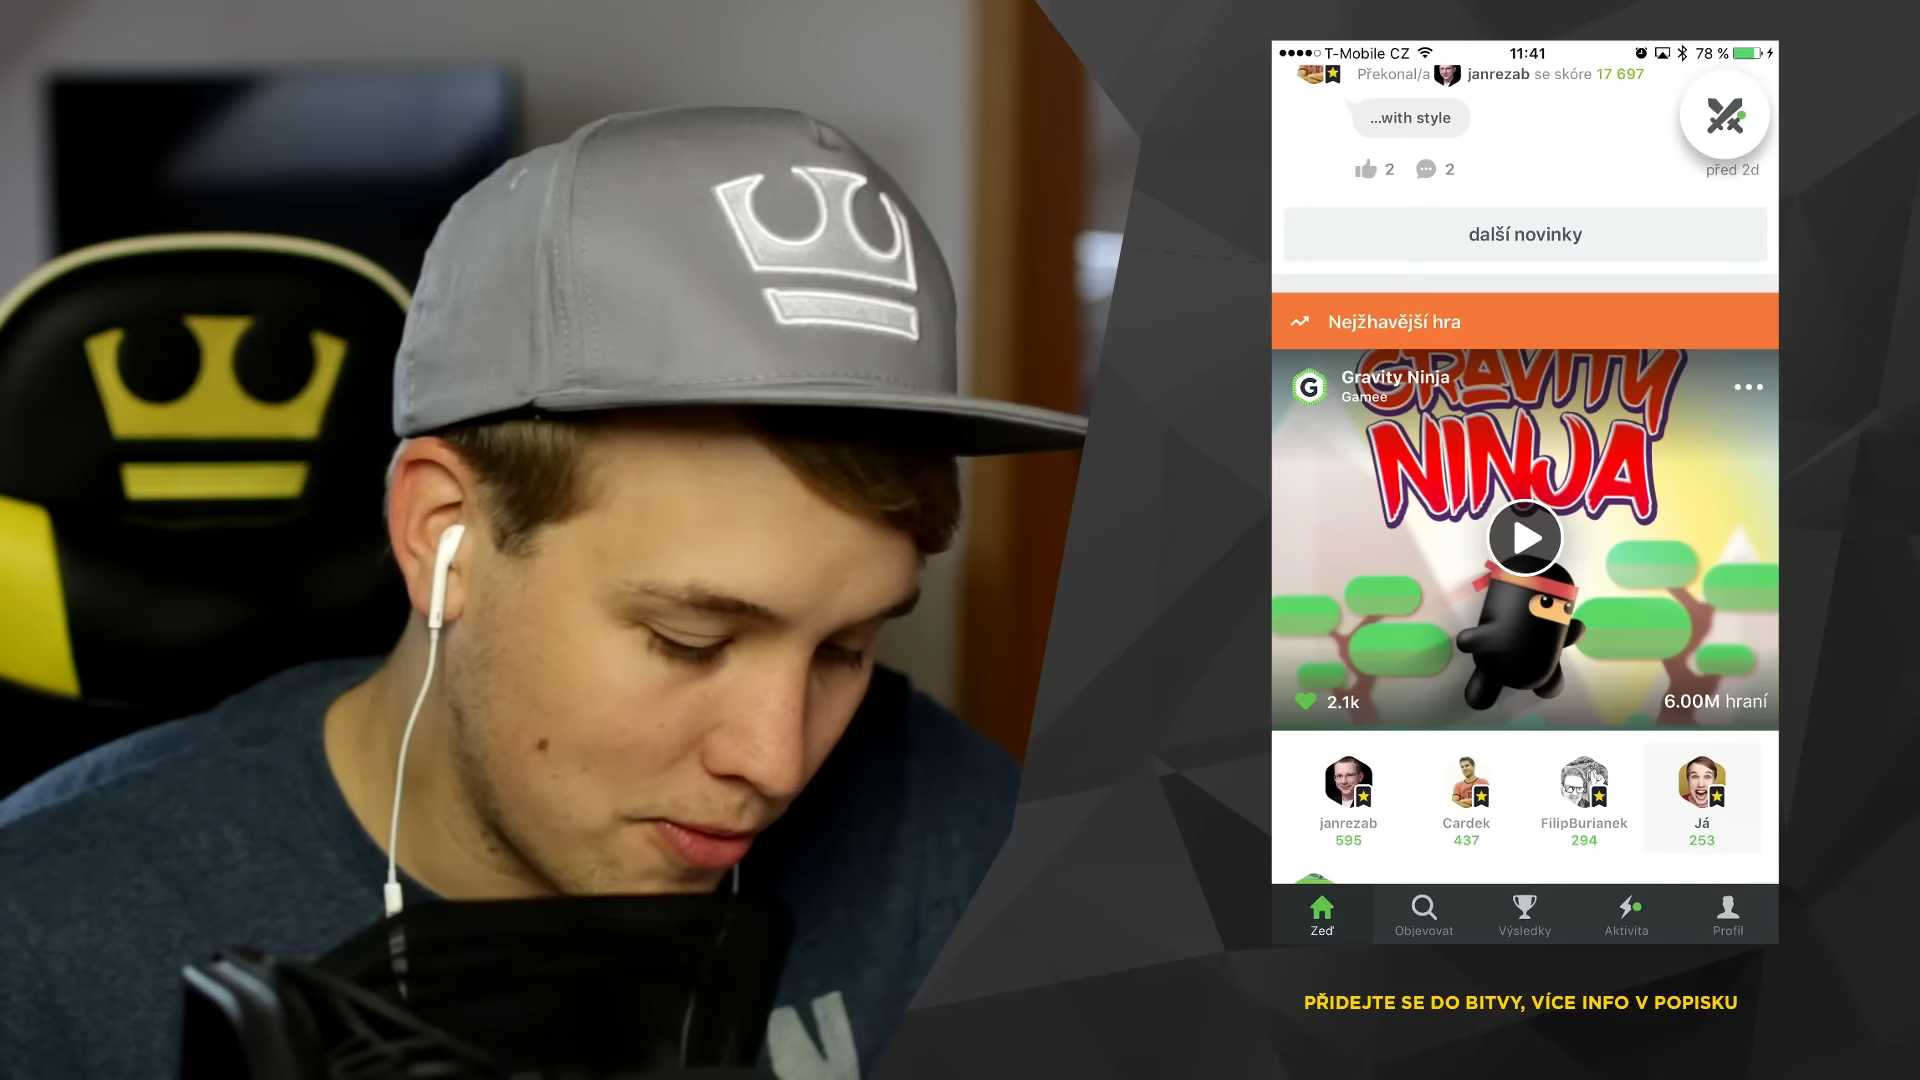 T-Mobile CZ 11:41 78 %
Překonal/a janrezab se skóre 17 697
...with style
2 2 před 2d
další novinky
Nejžhavější hra
GRAVITY
NINJA
G Gravity Ninja
Gamee
2.1k 6.00M hraní
janrezab Cardek FilipBurianek Já
595 437 294 253
Zeď Objevovat Výsledky Aktivita Profil
PŘIDEJTE SE DO BITVY, VÍCE INFO V POPISKU